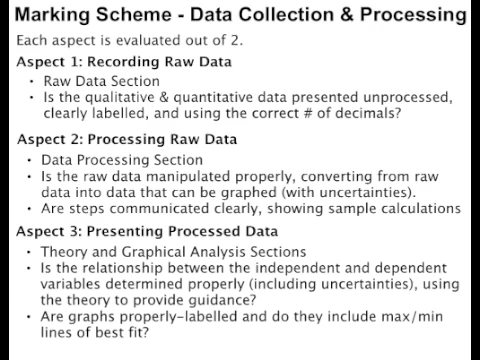 Marking Scheme - Data Collection & Processing
Each aspect is evaluated out of 2.
Aspect 1: Recording Raw Data
• Raw Data Section
• Is the qualitative & quantitative data presented unprocessed,
clearly labelled, and using the correct # of decimals?
Aspect 2: Processing Raw Data
• Data Processing Section
• Is the raw data manipulated properly, converting from raw
data into data that can be graphed (with uncertainties).
• Are steps communicated clearly, showing sample calculations
Aspect 3: Presenting Processed Data
• Theory and Graphical Analysis Sections
• Is the relationship between the independent and dependent
variables determined properly (including uncertainties), using
the theory to provide guidance?
• Are graphs properly-labelled and do they include max/min
lines of best fit?